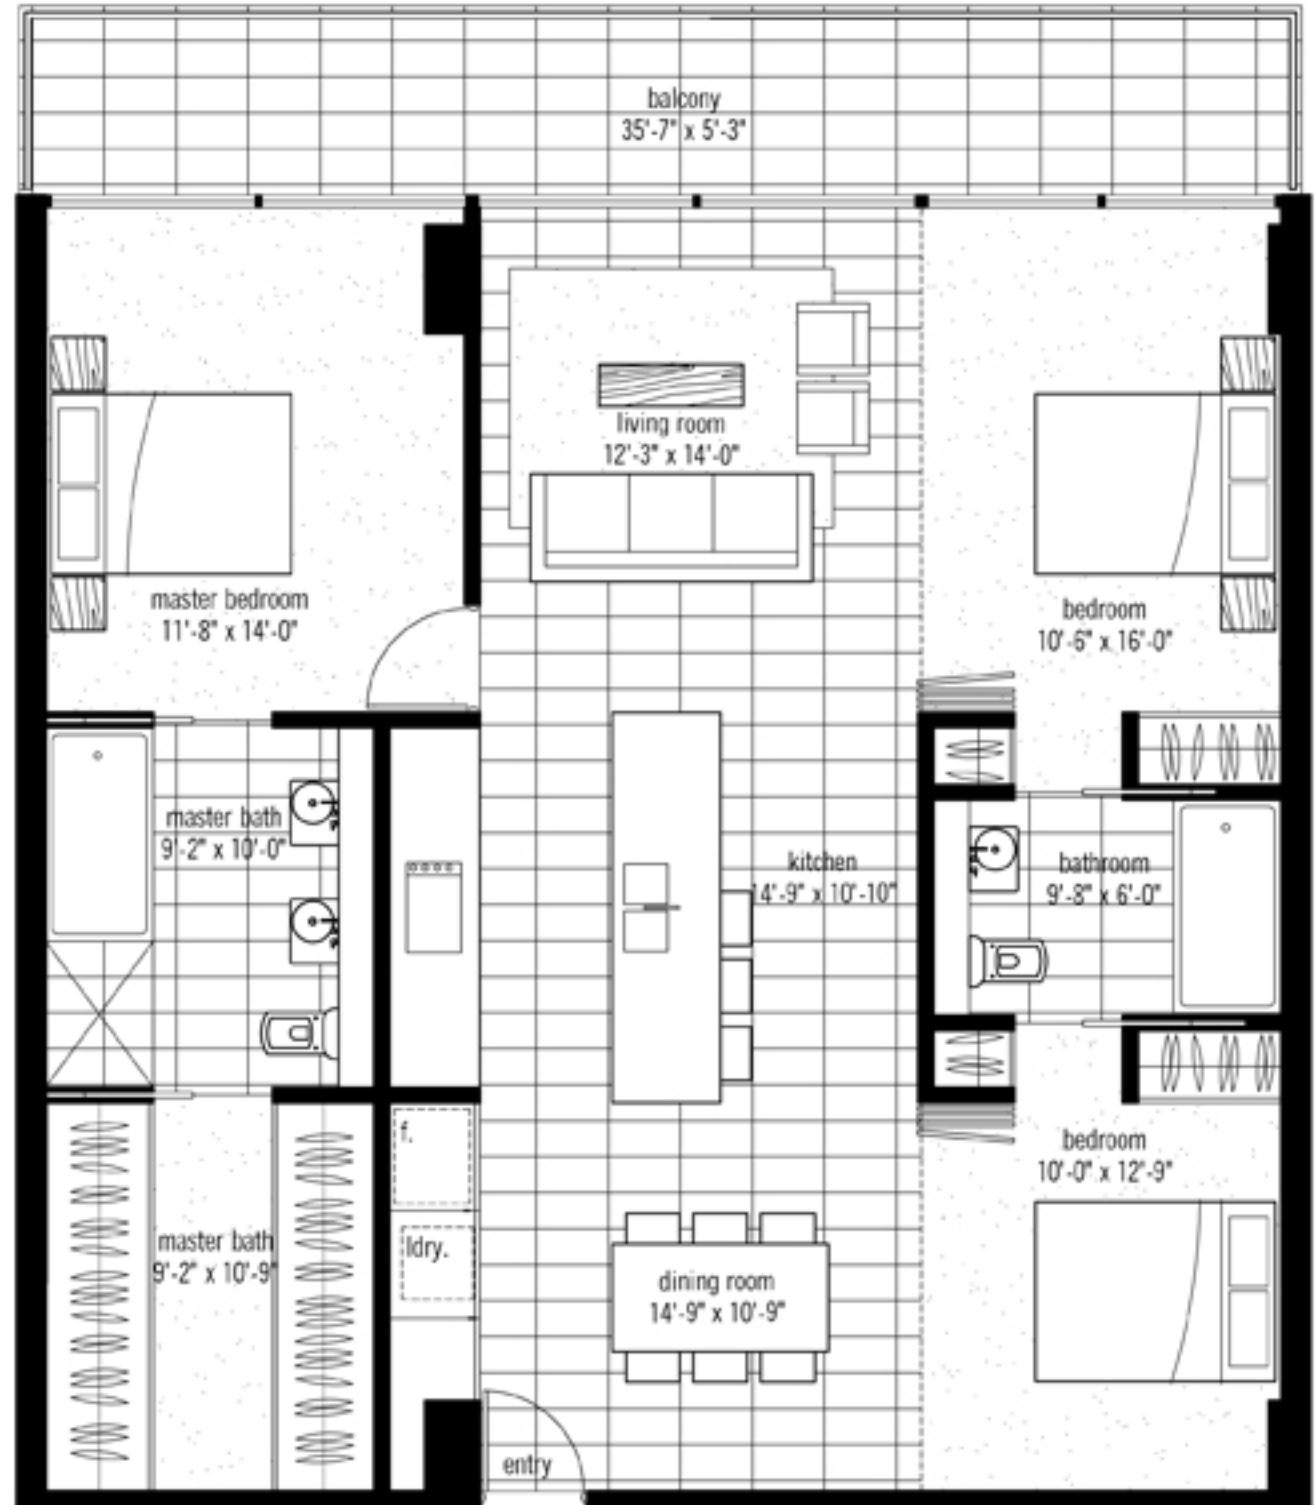 balcony
35'-7" x 5'-3"
living room
12'-3" x 14'-0"
master bedroom
11'-8" x 14'-0"
bedroom
10'-6" x 16'-0"
master bath
9'-2" x 10'-0"
kitchen
14'-9" x 10'-10"
bathroom
9'-8" x 6'-0"
f.
bedroom
10'-0" x 12'-9"
master bath
9'-2" x 10'-9"
ldry.
dining room
14'-9" x 10'-9"
entry